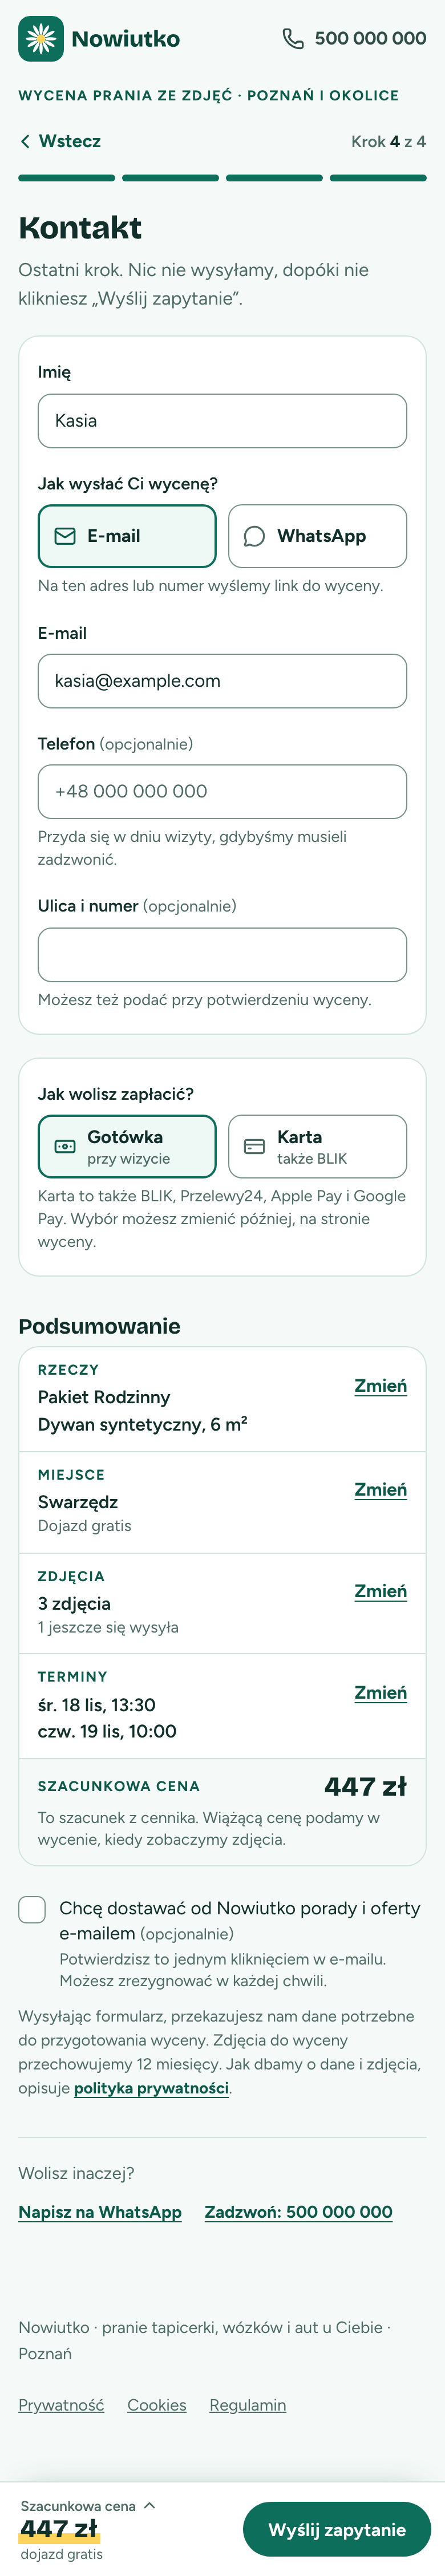 Nowiutko
500 000 000
WYCENA PRANIA ZE ZDJĘĆ · POZNAŃ I OKOLICE
Wstecz
Krok 4 z 4
Kontakt
Ostatni krok. Nic nie wysyłamy, dopóki nie
klikniesz „Wyślij zapytanie”.
Imię
Kasia
Jak wysłać Ci wycenę?
E-mail
WhatsApp
Na ten adres lub numer wyślemy link do wyceny.
E-mail
kasia@example.com
Telefon (opcjonalnie)
+48 000 000 000
Przyda się w dniu wizyty, gdybyśmy musieli
zadzwonić.
Ulica i numer (opcjonalnie)
Możesz też podać przy potwierdzeniu wyceny.
Jak wolisz zapłacić?
Gotówka
przy wizycie
Karta
także BLIK
Karta to także BLIK, Przelewy24, Apple Pay i Google
Pay. Wybór możesz zmienić później, na stronie
wyceny.
Podsumowanie
RZECZY
Pakiet Rodzinny
Dywan syntetyczny, 6 m²
Zmień
MIEJSCE
Swarzędz
Dojazd gratis
Zmień
ZDJĘCIA
3 zdjęcia
1 jeszcze się wysyła
Zmień
TERMINY
śr. 18 lis, 13:30
czw. 19 lis, 10:00
Zmień
SZACUNKOWA CENA
447 zł
To szacunek z cennika. Wiążącą cenę podamy w
wycenie, kiedy zobaczymy zdjęcia.
Chcę dostawać od Nowiutko porady i oferty
e-mailem (opcjonalnie)
Potwierdzisz to jednym kliknięciem w e-mailu.
Możesz zrezygnować w każdej chwili.
Wysyłając formularz, przekazujesz nam dane potrzebne
do przygotowania wyceny. Zdjęcia do wyceny
przechowujemy 12 miesięcy. Jak dbamy o dane i zdjęcia,
opisuje polityka prywatności.
Wolisz inaczej?
Napisz na WhatsApp
Zadzwoń: 500 000 000
Nowiutko · pranie tapicerki, wózków i aut u Ciebie ·
Poznań
Prywatność
Cookies
Regulamin
Szacunkowa cena
447 zł
dojazd gratis
Wyślij zapytanie